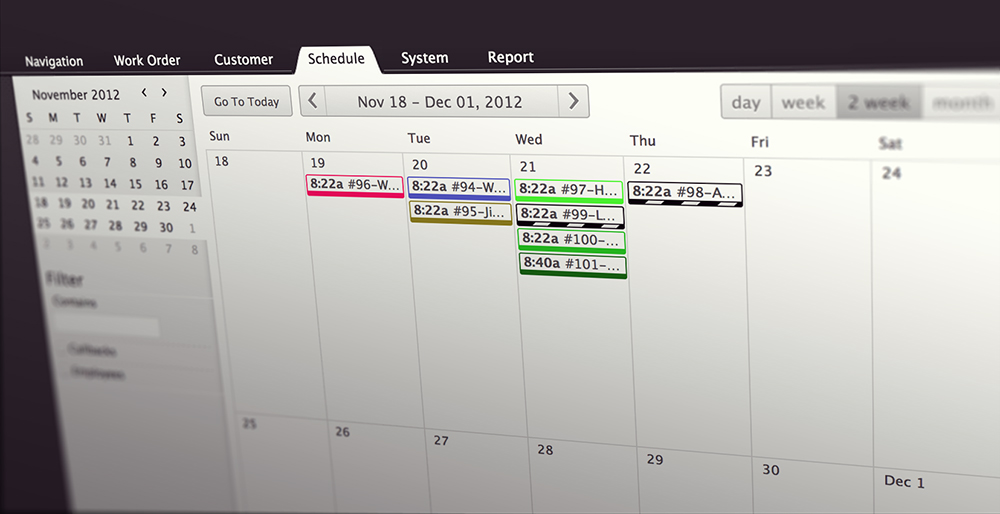 Navigation Work Order Customer Schedule System Report
November 2012 < >
S M T W T F S
28 29 30 31 1 2 3
4 5 6 7 8 9 10
11 12 13 14 15 16 17
18 19 20 21 22 23 24
25 26 27 28 29 30 1
2 3 4 5 6 7 8
Filter
Contains
Callbacks
Employees
Go To Today < Nov 18 – Dec 01, 2012 > day week 2 week month
Sun Mon Tue Wed Thu Fri Sat
18 19 20 21 22 23 24
8:22a #96-W... 8:22a #94-W... 8:22a #97-H... 8:22a #98-A...
8:22a #95-Ji... 8:22a #99-L...
8:22a #100-...
8:40a #101-...
25 26 27 28 29 30 Dec 1